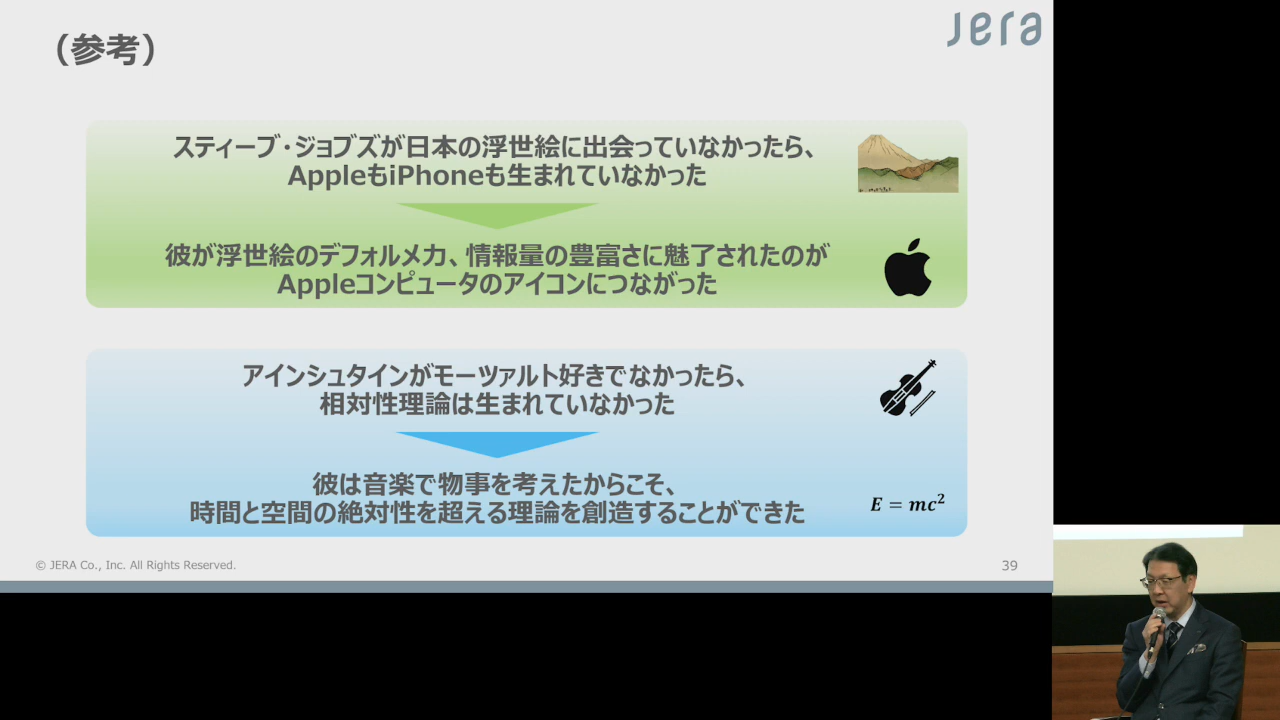 (参考)
Jera
スティーブ・ジョブズが日本の浮世絵に出会っていなかったら、
AppleもiPhoneも生まれていなかった
彼が浮世絵のデフォルメ力、情報量の豊富さに魅了されたのが
Appleコンピュータのアイコンにつながった
アインシュタインがモーツァルト好きでなかったら、
相対性理論は生まれていなかった
彼は音楽で物事を考えたからこそ、
時間と空間の絶対性を超える理論を創造することができた
E = mc²
© JERA Co., Inc. All Rights Reserved.
39